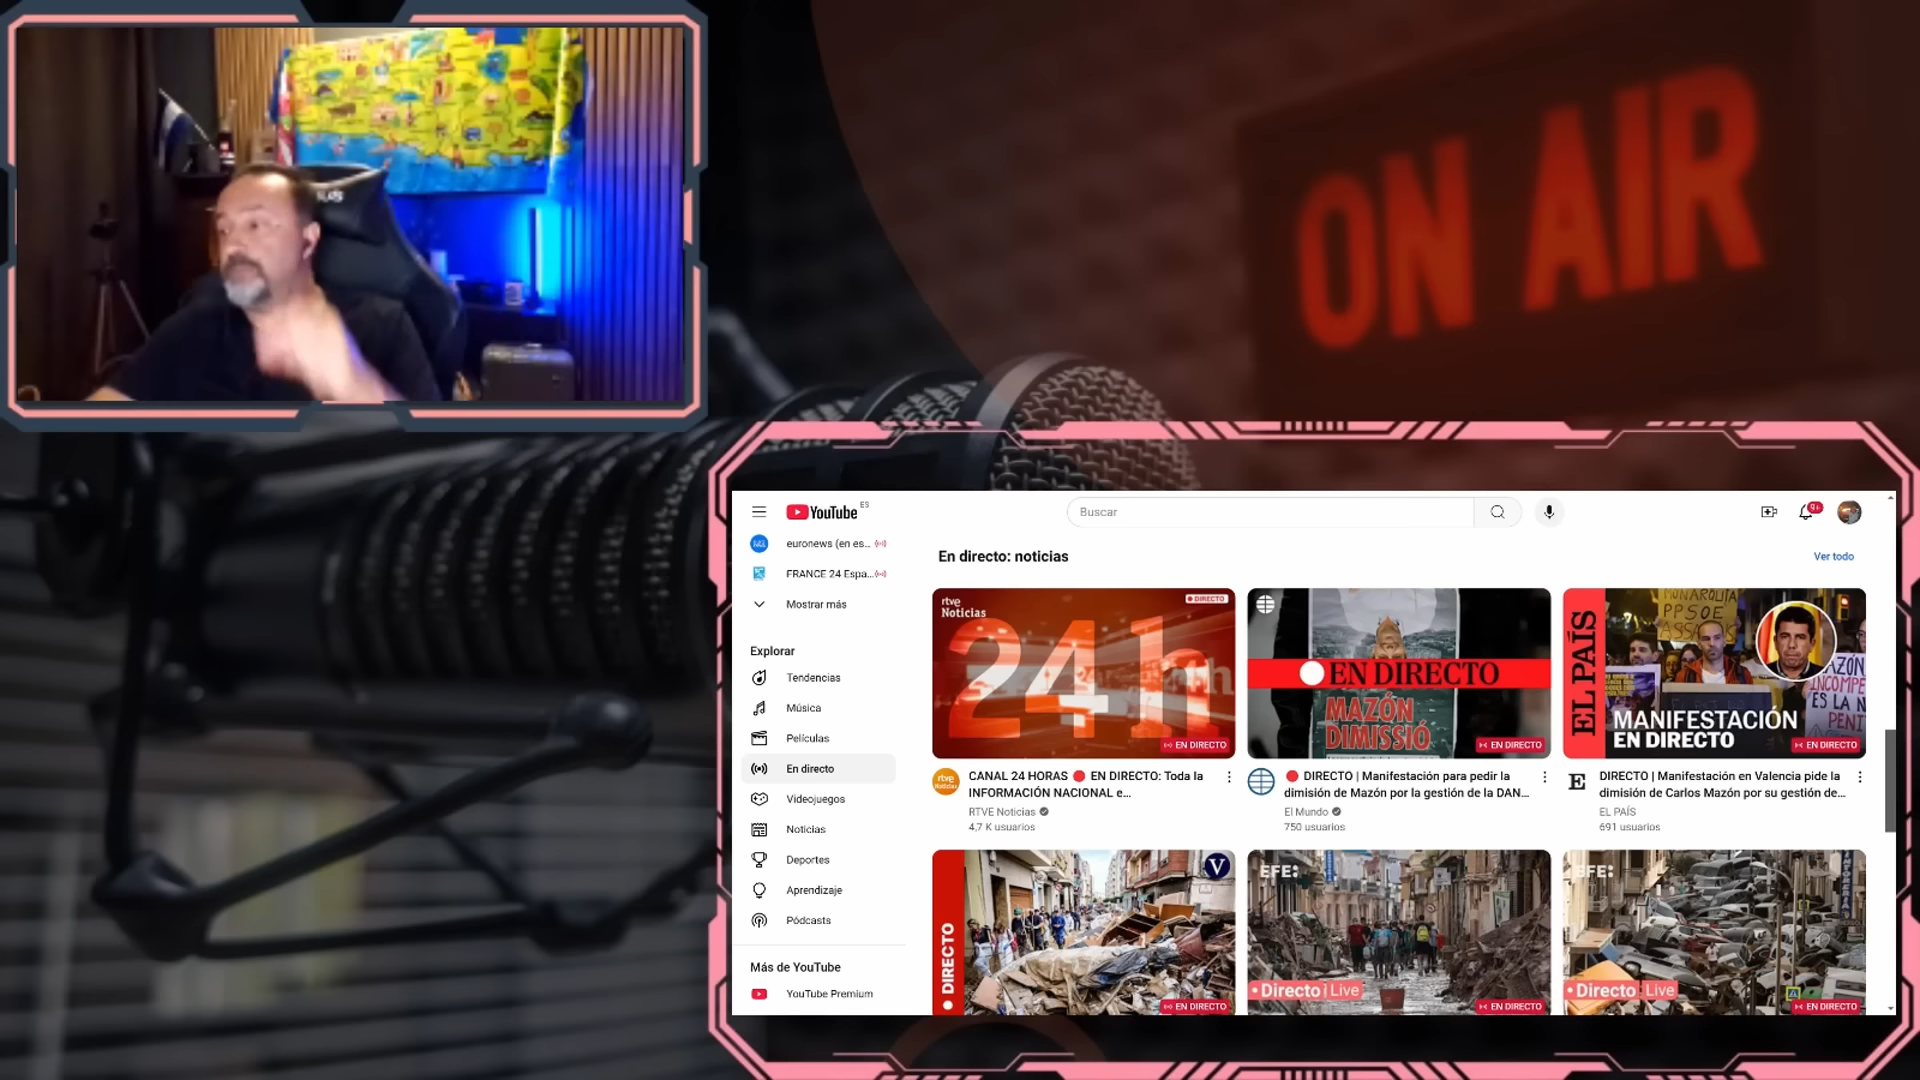 ON AIR
YouTube ES
Buscar
9+
euronews (en es...
FRANCE 24 Espa...
Mostrar más
Explorar
Tendencias
Música
Películas
En directo
Videojuegos
Noticias
Deportes
Aprendizaje
Pódcasts
Más de YouTube
YouTube Premium
En directo: noticias
Ver todo
rtve
Noticias
DIRECTO
24h
EN DIRECTO
CANAL 24 HORAS 🔴 EN DIRECTO: Toda la
INFORMACIÓN NACIONAL e...
rtve
Noticias
RTVE Noticias
4,7 K usuarios
EN DIRECTO
MAZÓN
DIMISSIÓ
EN DIRECTO
🔴 DIRECTO | Manifestación para pedir la
dimisión de Mazón por la gestión de la DAN...
El Mundo
750 usuarios
EL PAÍS
MONARQUIA
PPSOE
MANIFESTACIÓN
EN DIRECTO
EN DIRECTO
E
DIRECTO | Manifestación en Valencia pide la
dimisión de Carlos Mazón por su gestión de...
EL PAÍS
691 usuarios
DIRECTO
V
EN DIRECTO
EFE:
Directo | Live
EN DIRECTO
EFE:
Directo | Live
EN DIRECTO